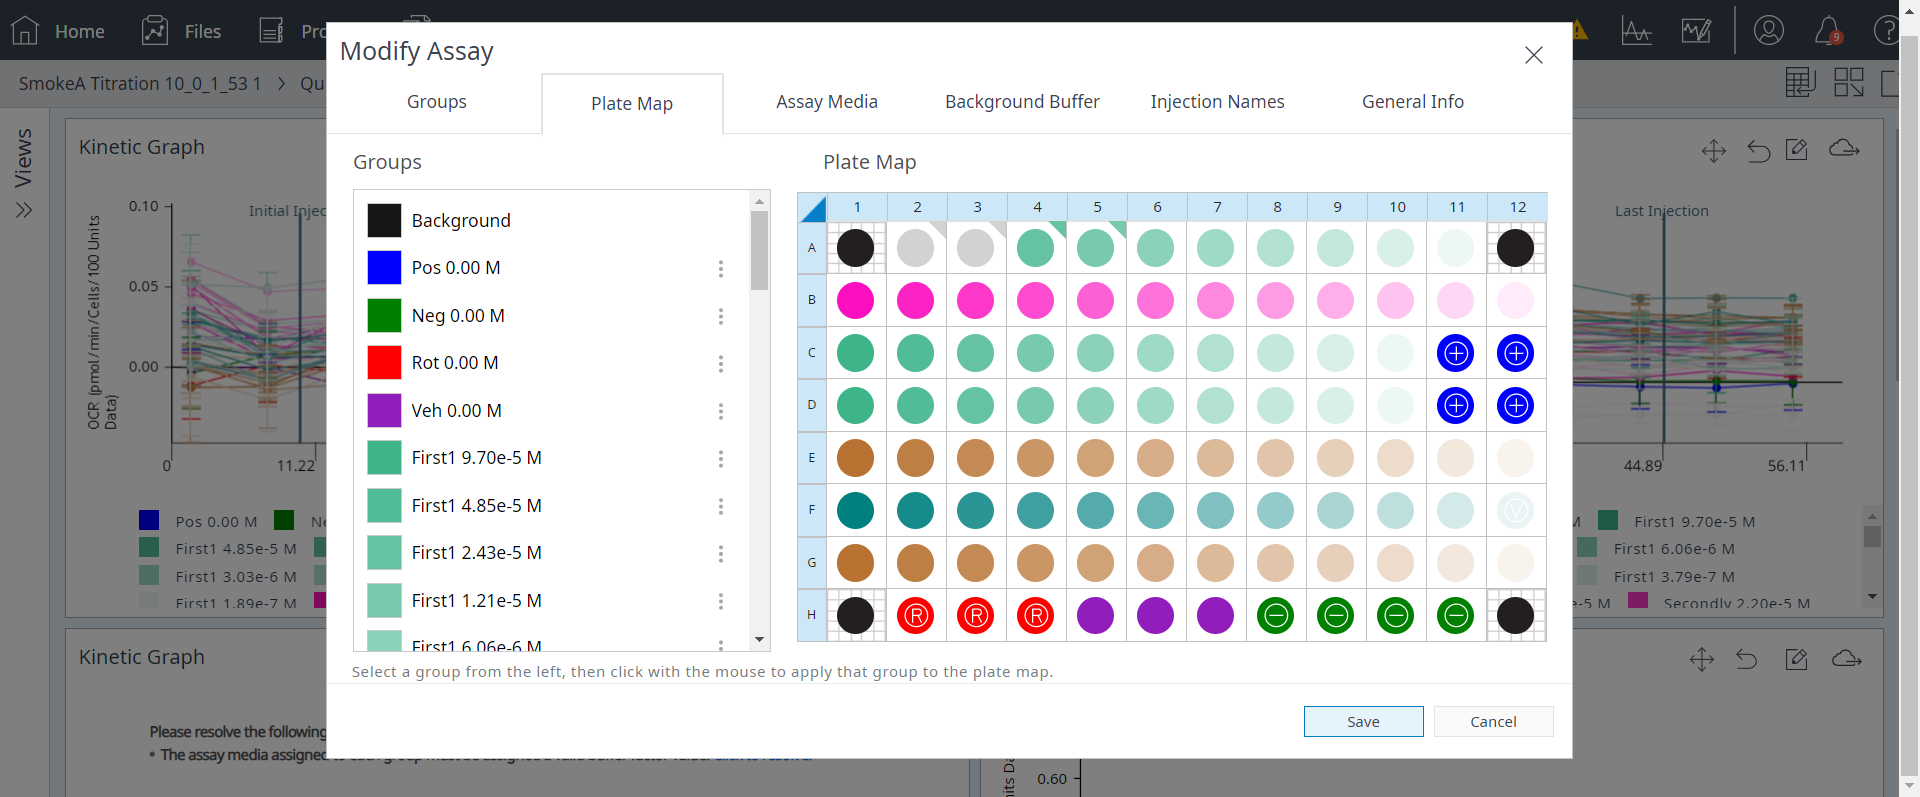 Home
Files
9
SmokeA Titration 10_0_1_53 1 > Qu
Views
Modify Assay
Groups
Plate Map
Assay Media
Background Buffer
Injection Names
General Info
Groups
Background
Pos 0.00 M
Neg 0.00 M
Rot 0.00 M
Veh 0.00 M
First1 9.70e-5 M
First1 4.85e-5 M
First1 2.43e-5 M
First1 1.21e-5 M
First1 6.06e-6 M
Plate Map
1 2 3 4 5 6 7 8 9 10 11 12
A
B
C
D
E
F
V
G
H
R R R
Select a group from the left, then click with the mouse to apply that group to the plate map.
Save
Cancel
Kinetic Graph
OCR (pmol/min/Cells/100 Units
Data)
0.10
0.05
0.00
0
11.22
Pos 0.00 M
First1 4.85e-5 M
First1 3.03e-6 M
First1 1.89e-7 M
Last Injection
44.89
56.11
First1 9.70e-5 M
First1 6.06e-6 M
First1 3.79e-7 M
e-5 M
Secondly 2.20e-5 M
Kinetic Graph
Please resolve the following
• The assay media assigned
0.60